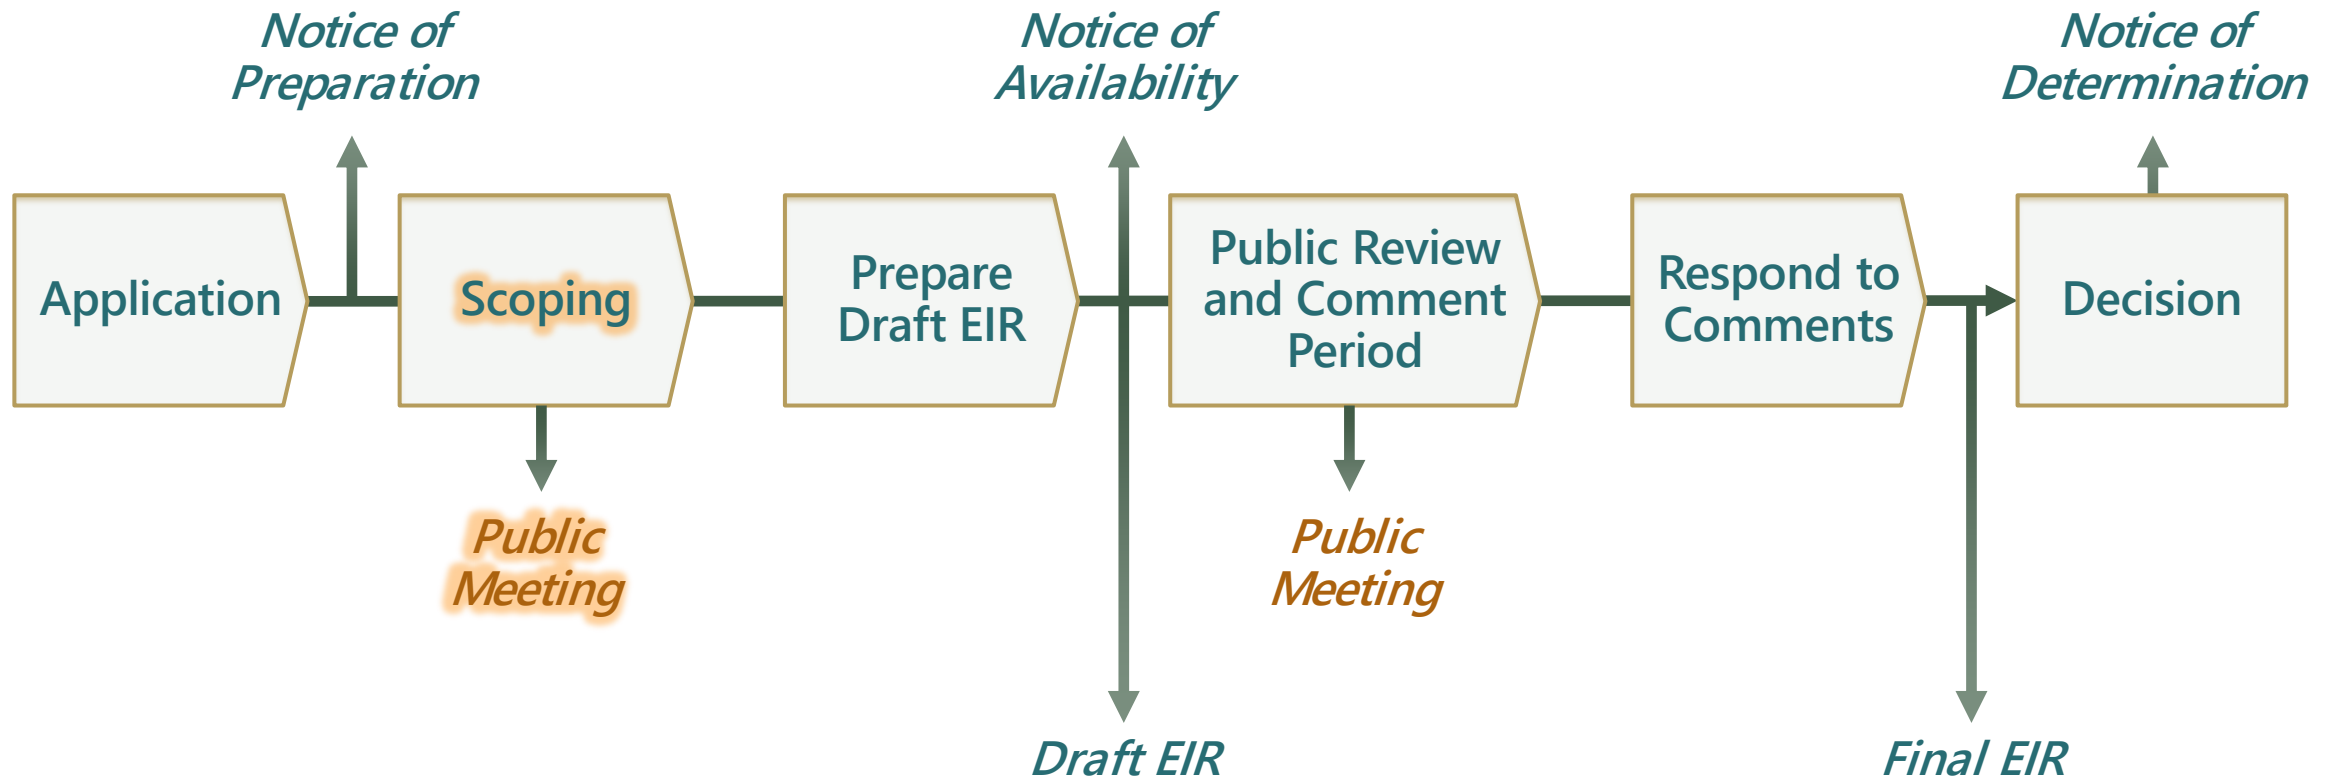 Notice of
Preparation
Notice of
Availability
Notice of
Determination
Application
Scoping
Prepare
Draft EIR
Public Review
and Comment
Period
Respond to
Comments
Decision
Public
Meeting
Public
Meeting
Draft EIR
Final EIR